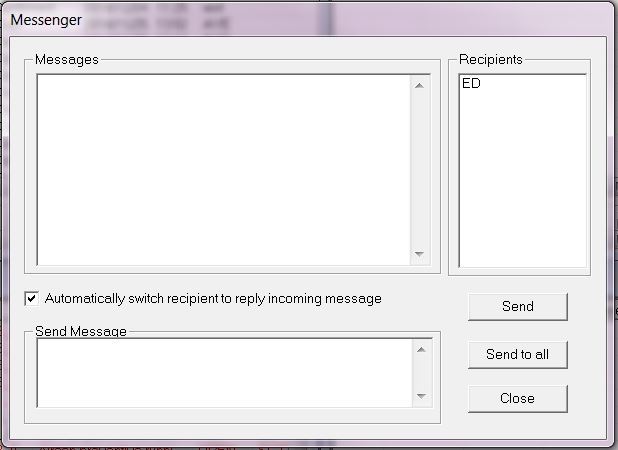 Messenger
Messages
Recipients
ED
Automatically switch recipient to reply incoming message
Send
Send Message
Send to all
Close